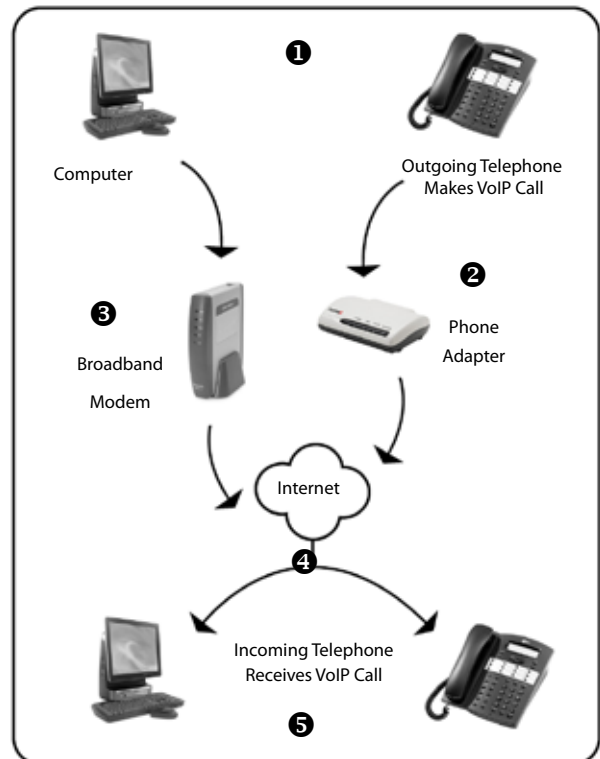 ❶
Computer
Outgoing Telephone
Makes VoIP Call
❷
Phone
Adapter
❸
Broadband
Modem
Internet
❹
Incoming Telephone
Receives VoIP Call
❺